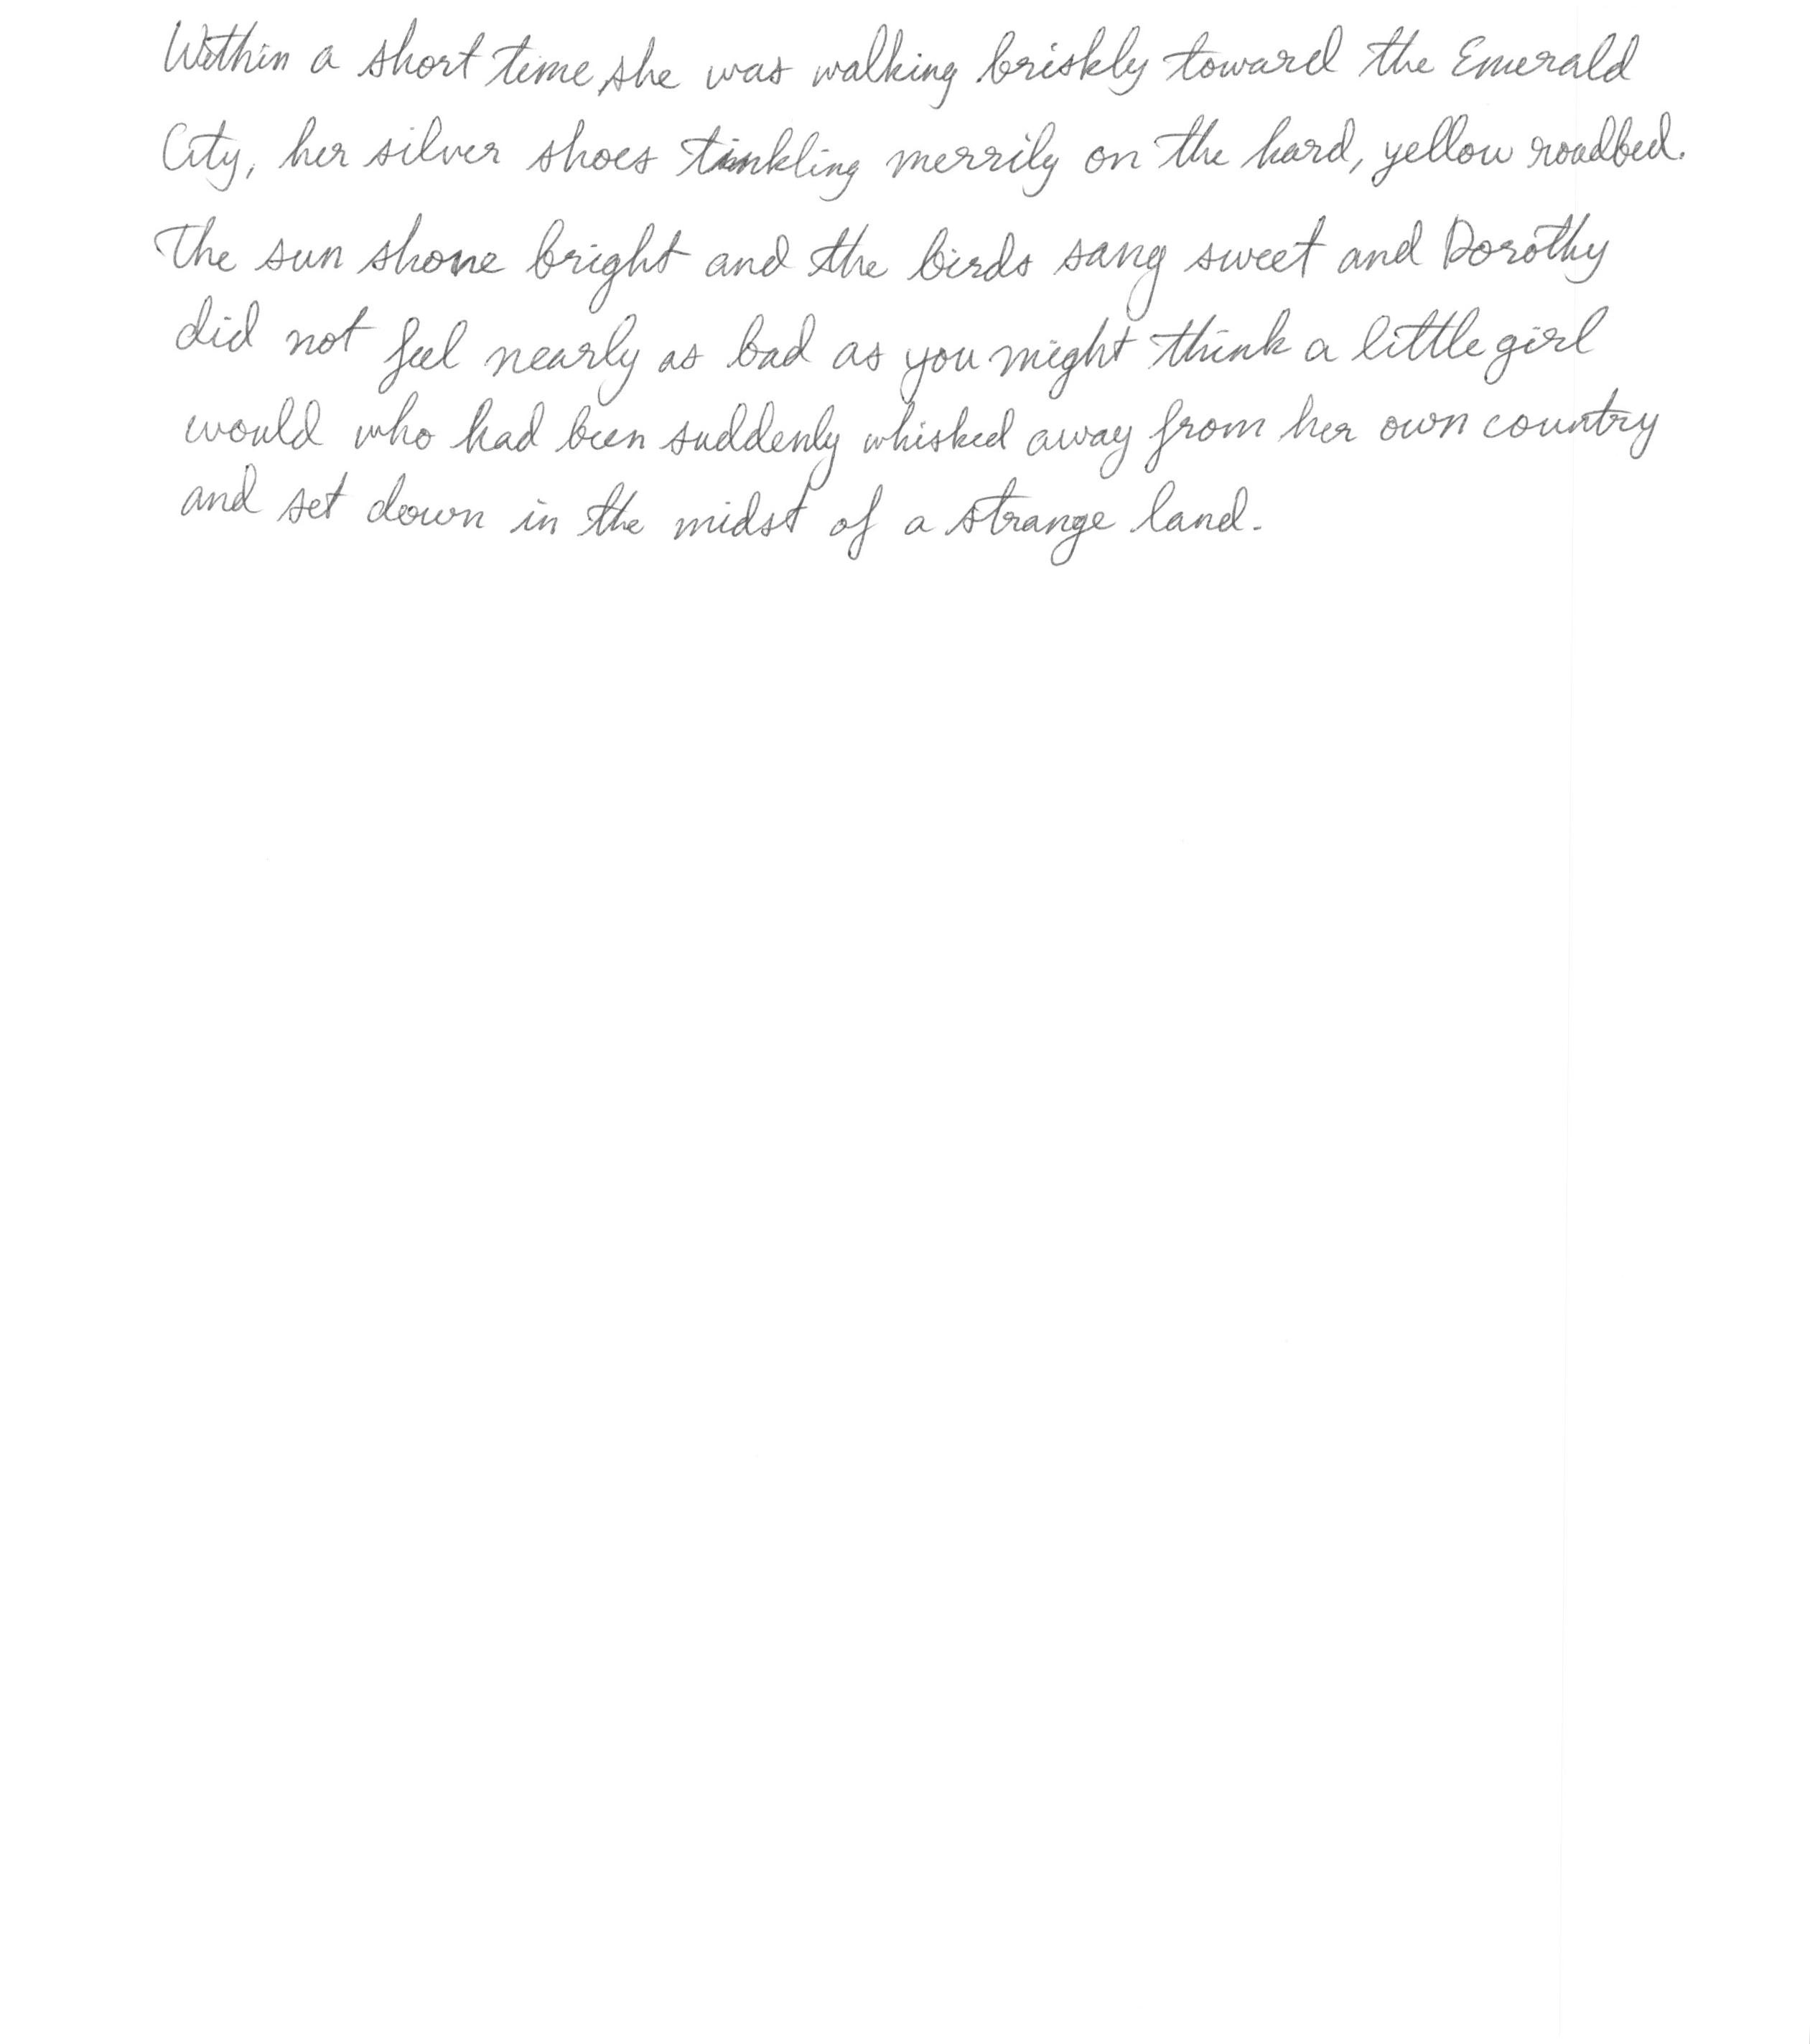 Within a short time, she was walking briskly toward the Emerald
City, her silver shoes tinkling merrily on the hard, yellow roadbed.
The sun shone bright and the birds sang sweet and Dorothy
did not feel nearly as bad as you might think a little girl
would who had been suddenly whisked away from her own country
and set down in the midst of a strange land.